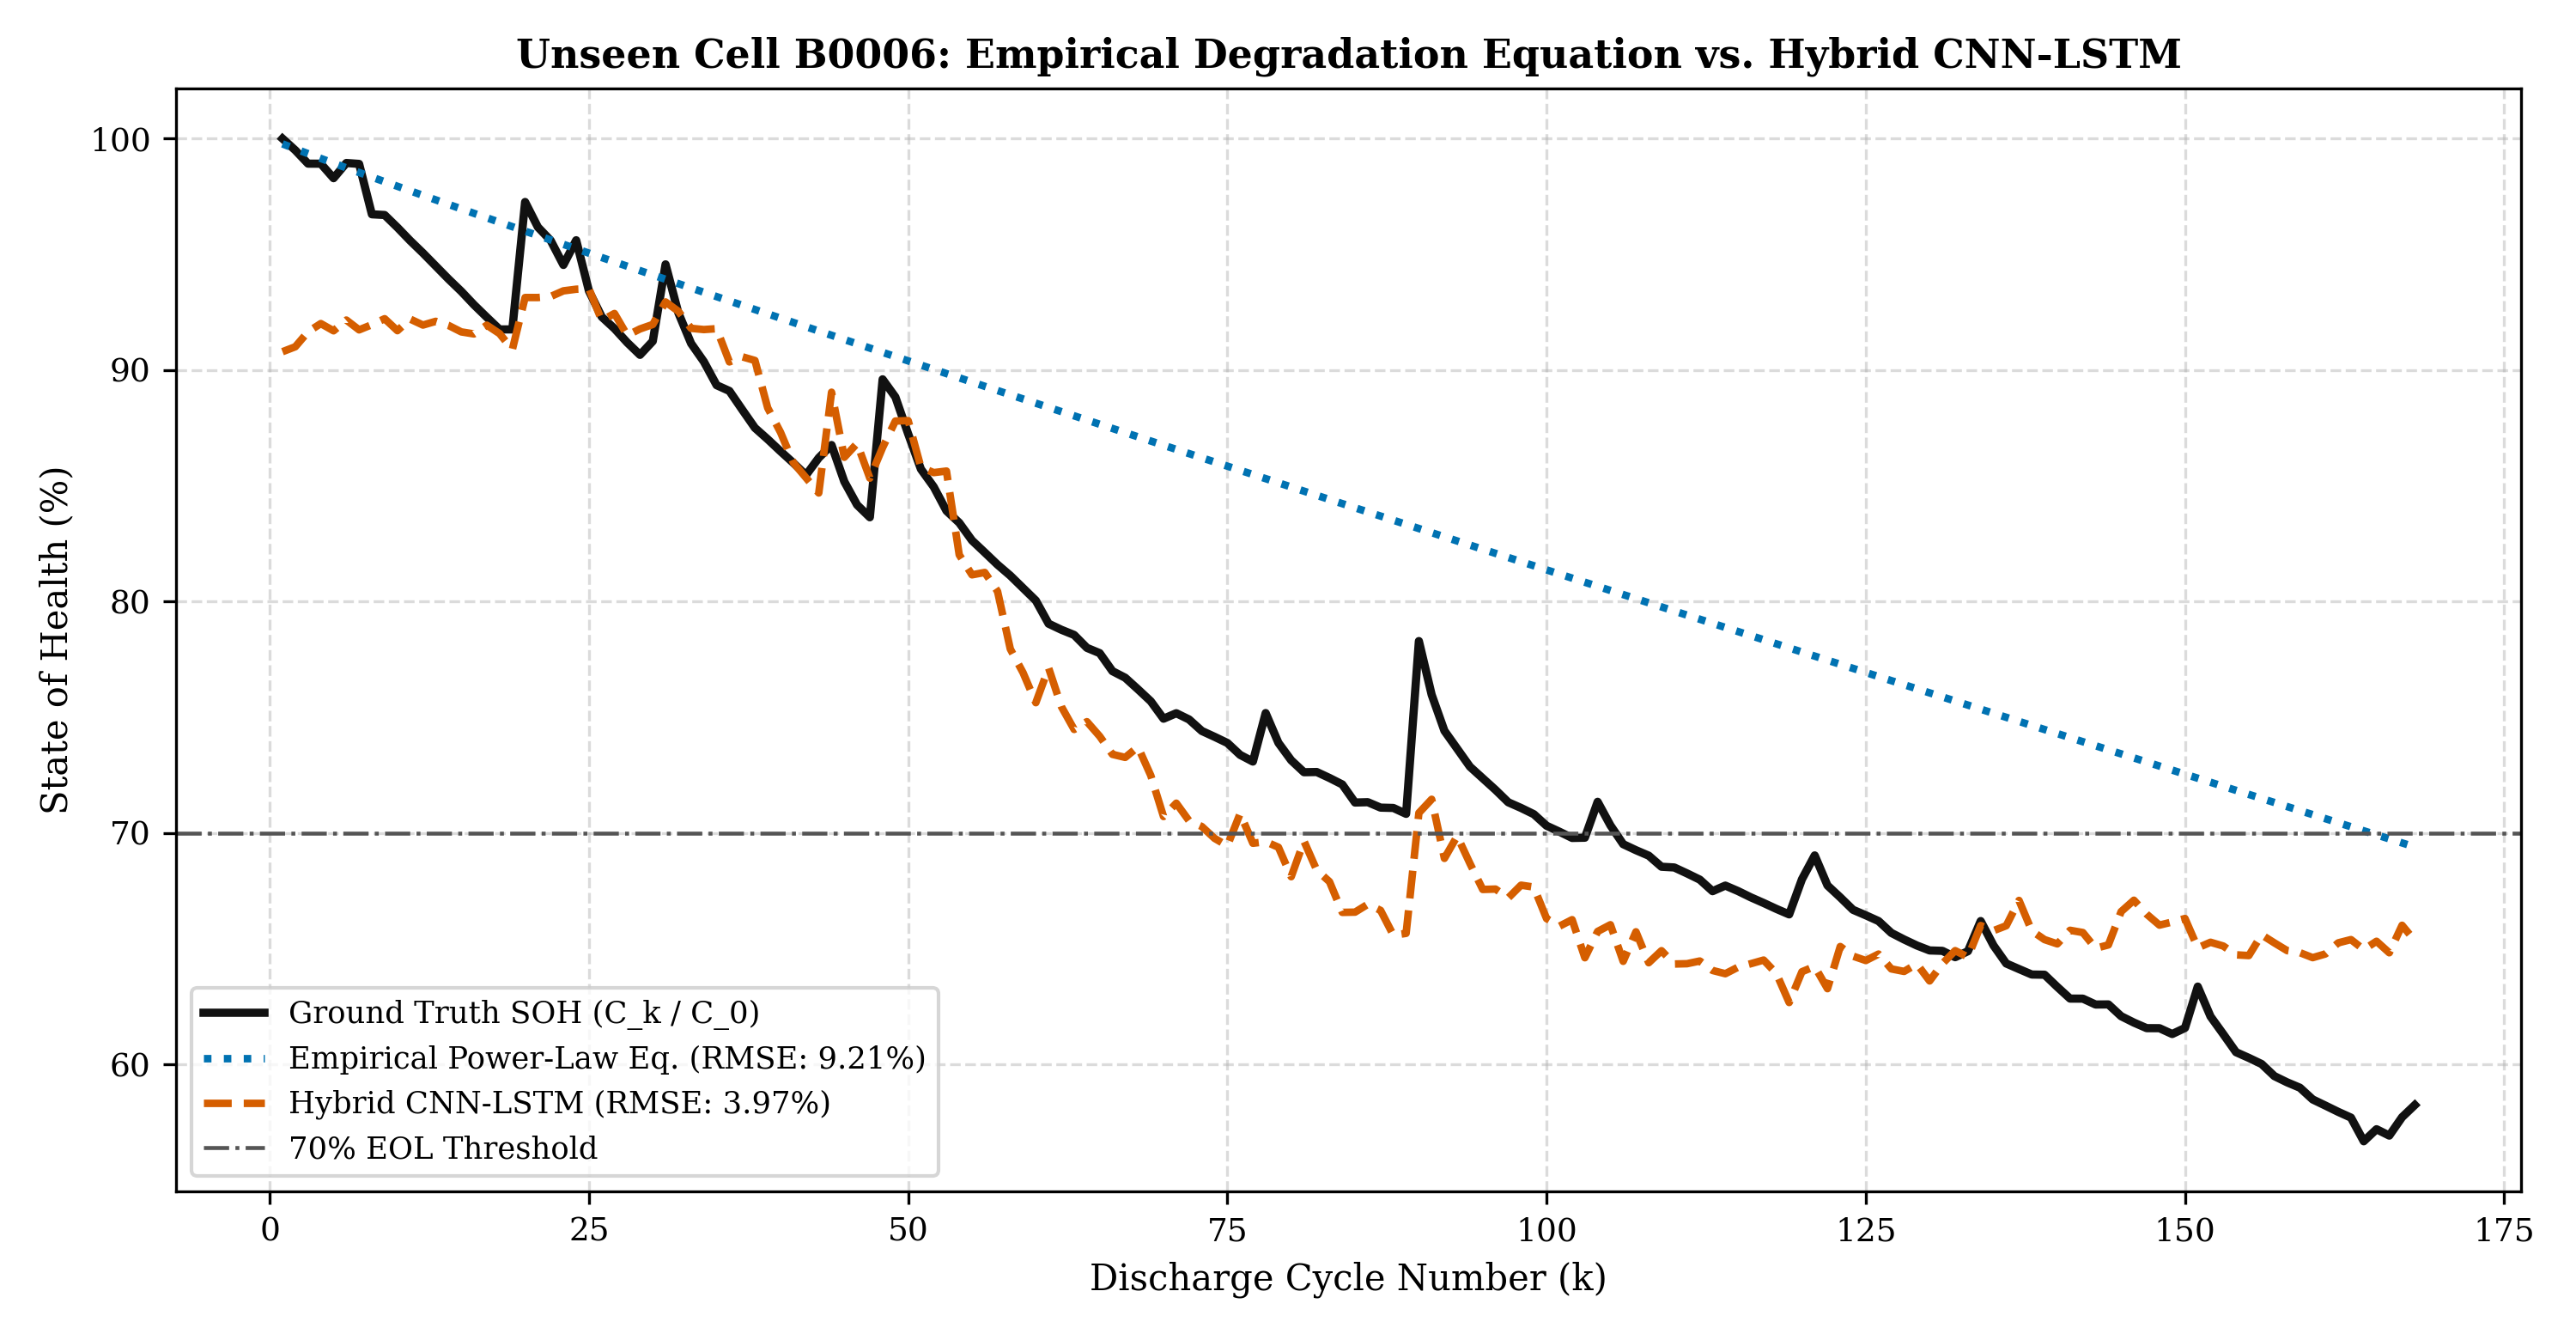 Unseen Cell B0006: Empirical Degradation Equation vs. Hybrid CNN-LSTM
State of Health (%)
100
90
80
70
60
Ground Truth SOH (C_k / C_0)
Empirical Power-Law Eq. (RMSE: 9.21%)
Hybrid CNN-LSTM (RMSE: 3.97%)
70% EOL Threshold
0 25 50 75 100 125 150 175
Discharge Cycle Number (k)